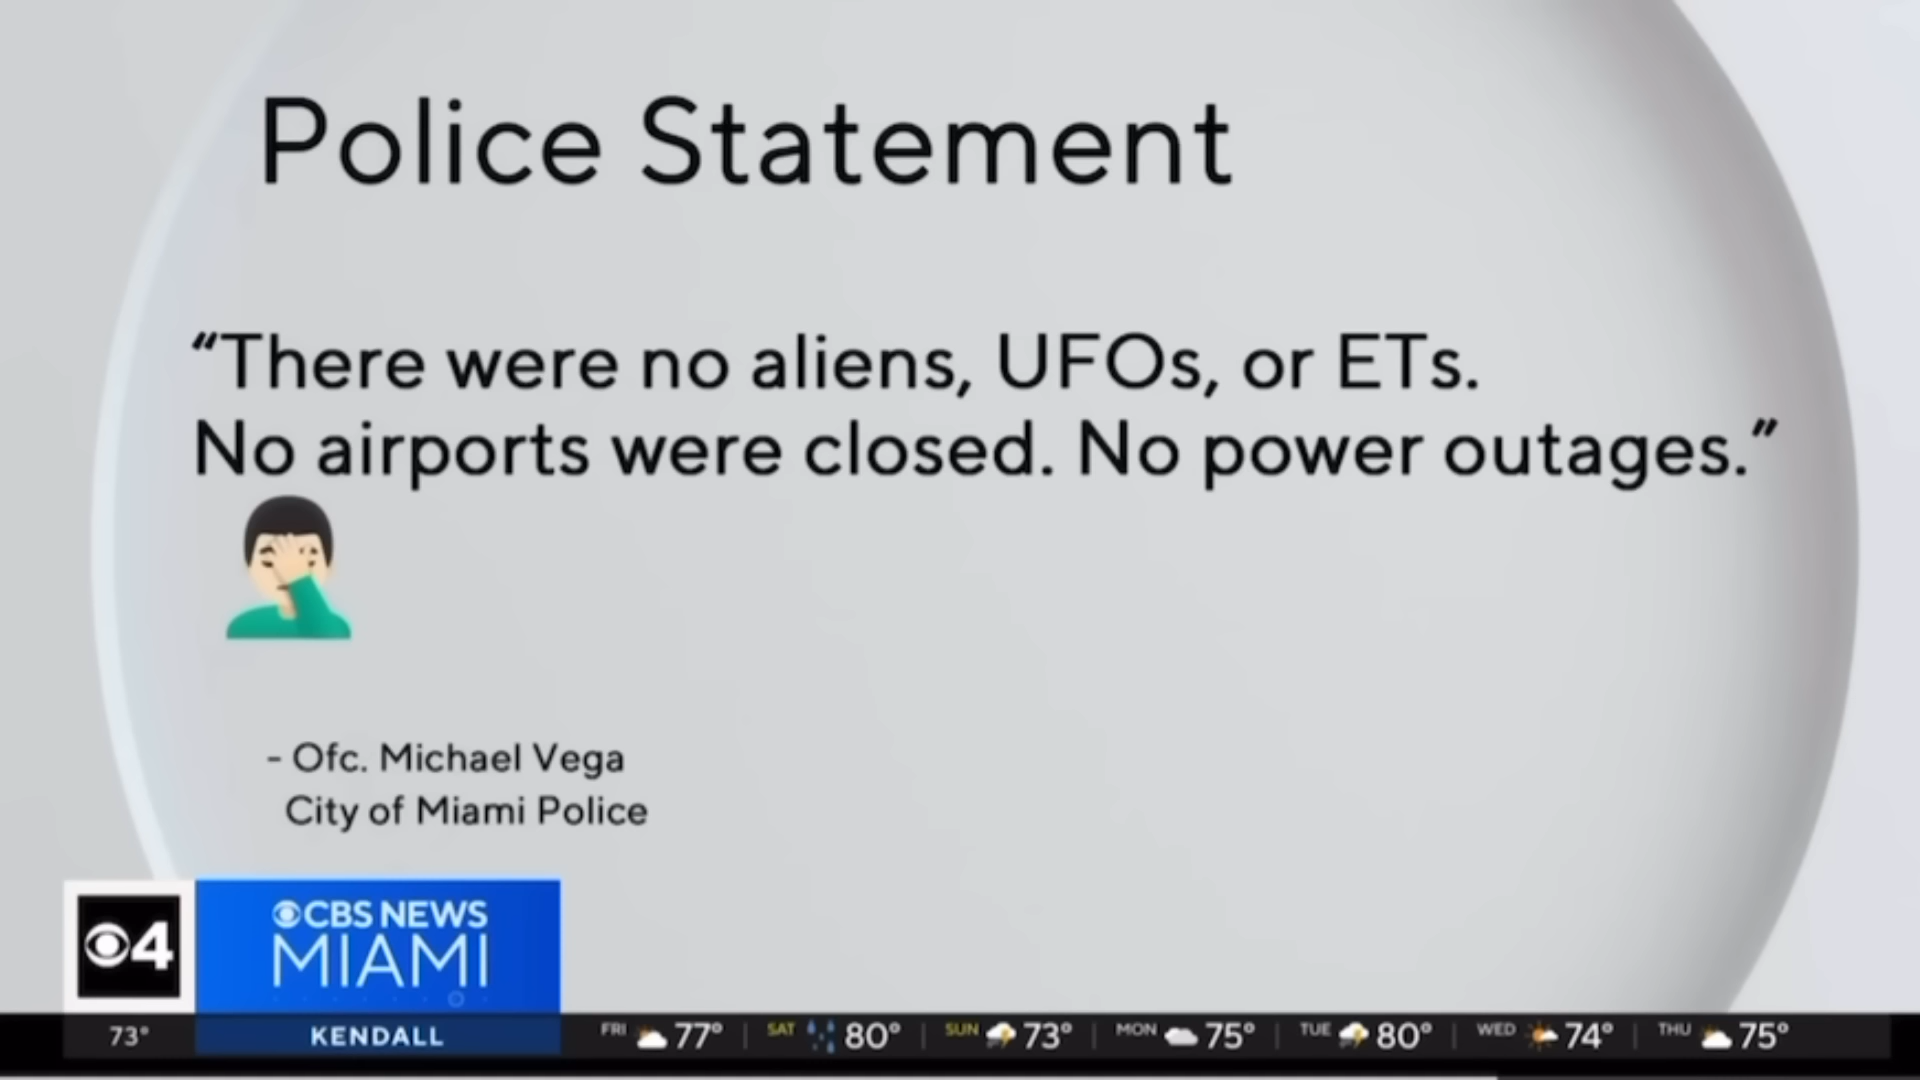 Police Statement
“There were no aliens, UFOs, or ETs.
No airports were closed. No power outages.”
- Ofc. Michael Vega
City of Miami Police
4
CBS NEWS
MIAMI
73° KENDALL FRI 77° SAT 80° SUN 73° MON 75° TUE 80° WED 74° THU 75°